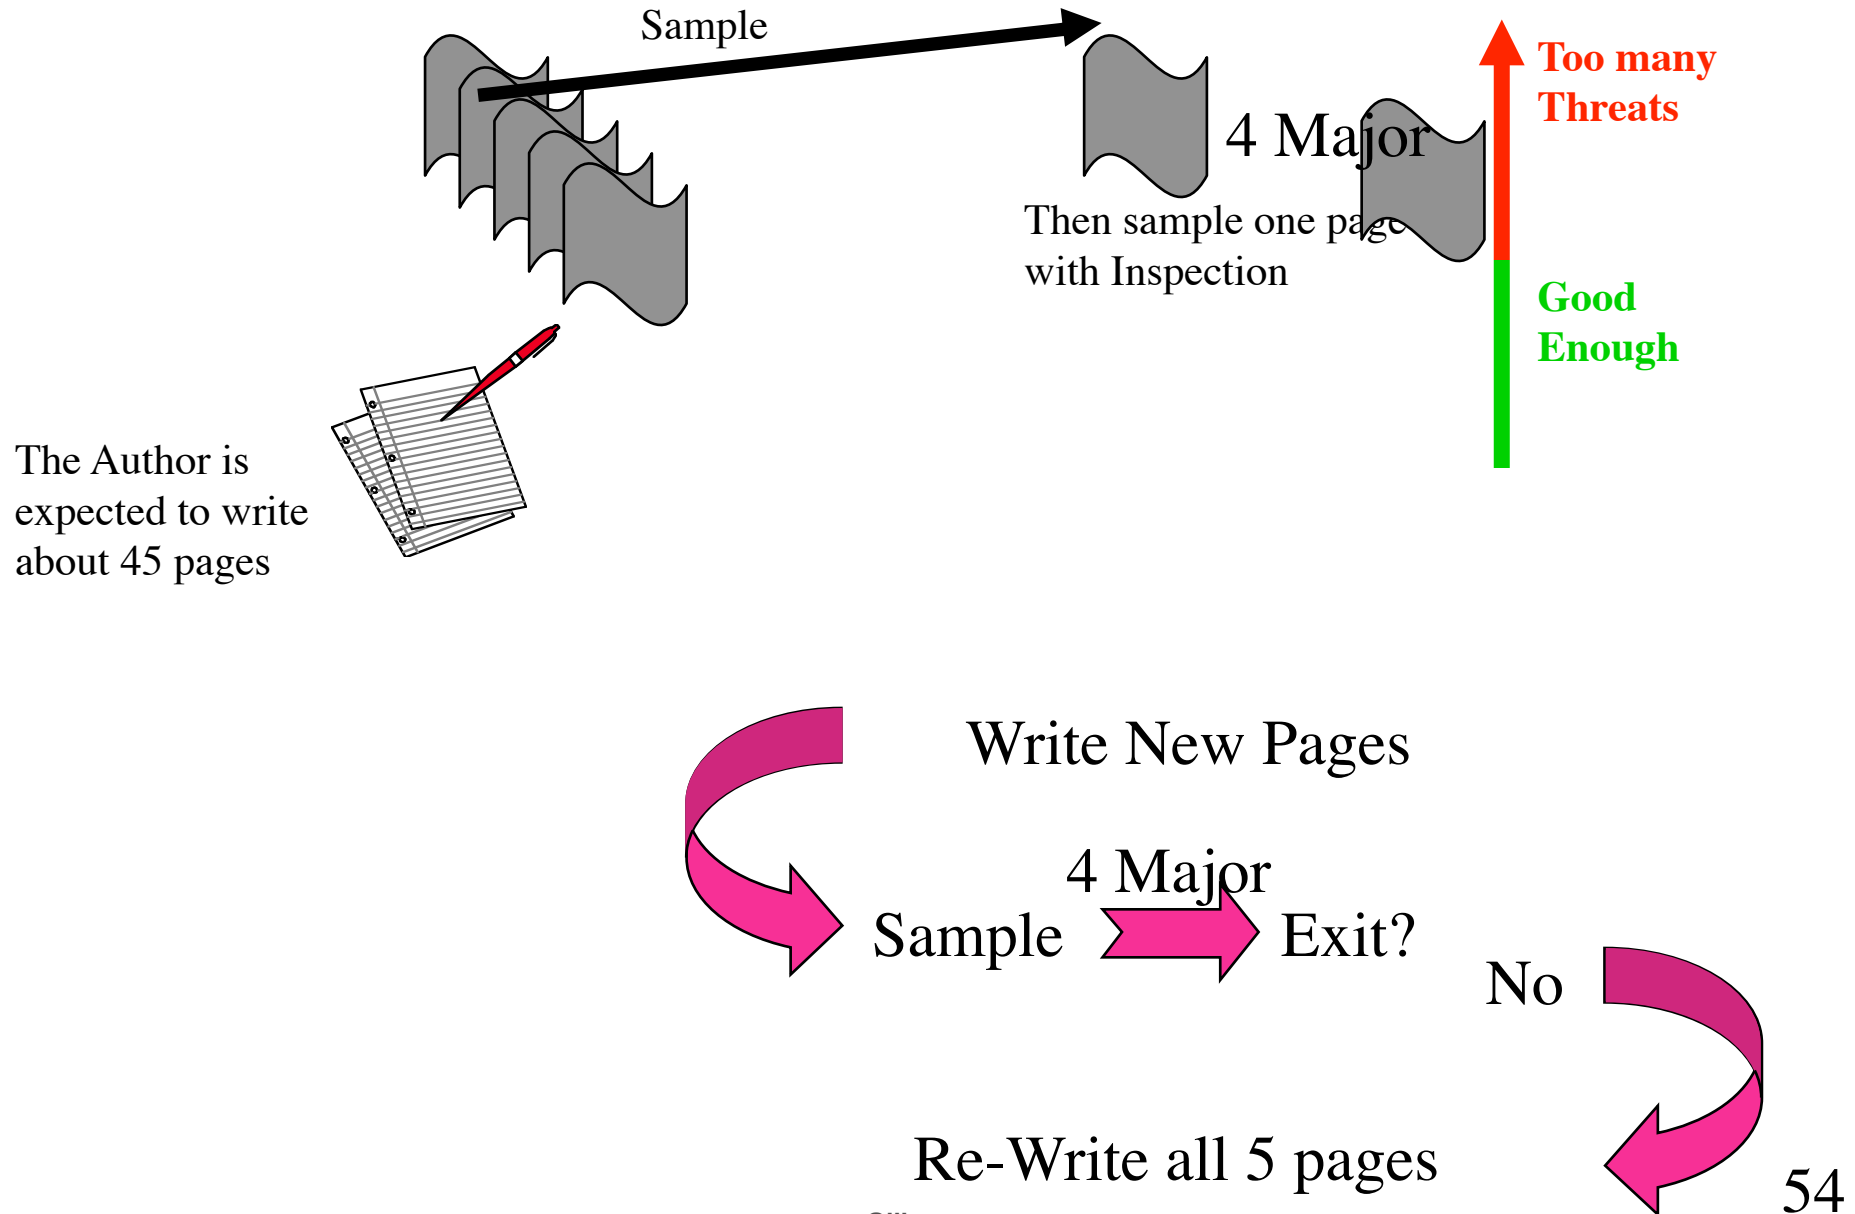 Sample
Too many
Threats
4 Major
Then sample one page
with Inspection
Good
Enough
The Author is
expected to write
about 45 pages
Write New Pages
4 Major
Sample
Exit?
No
Re-Write all 5 pages
54